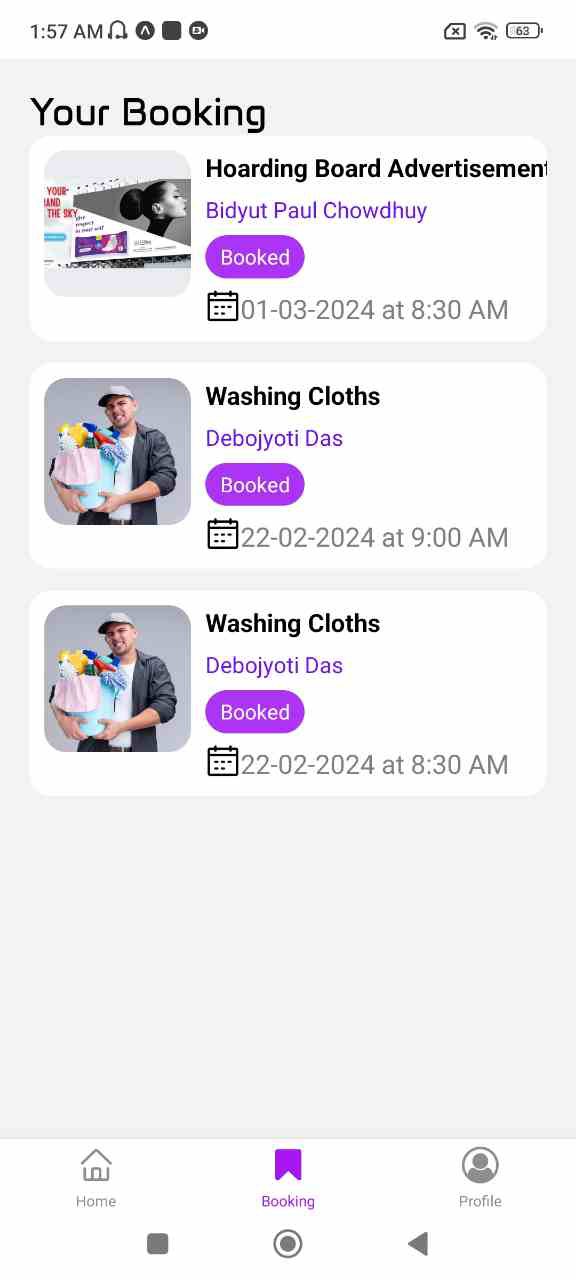 1:57 AM
63
Your Booking
YOUR
AND
THE SKY
Hoarding Board Advertisement
Bidyut Paul Chowdhuy
Booked
01-03-2024 at 8:30 AM
Washing Cloths
Debojyoti Das
Booked
22-02-2024 at 9:00 AM
Washing Cloths
Debojyoti Das
Booked
22-02-2024 at 8:30 AM
Home
Booking
Profile